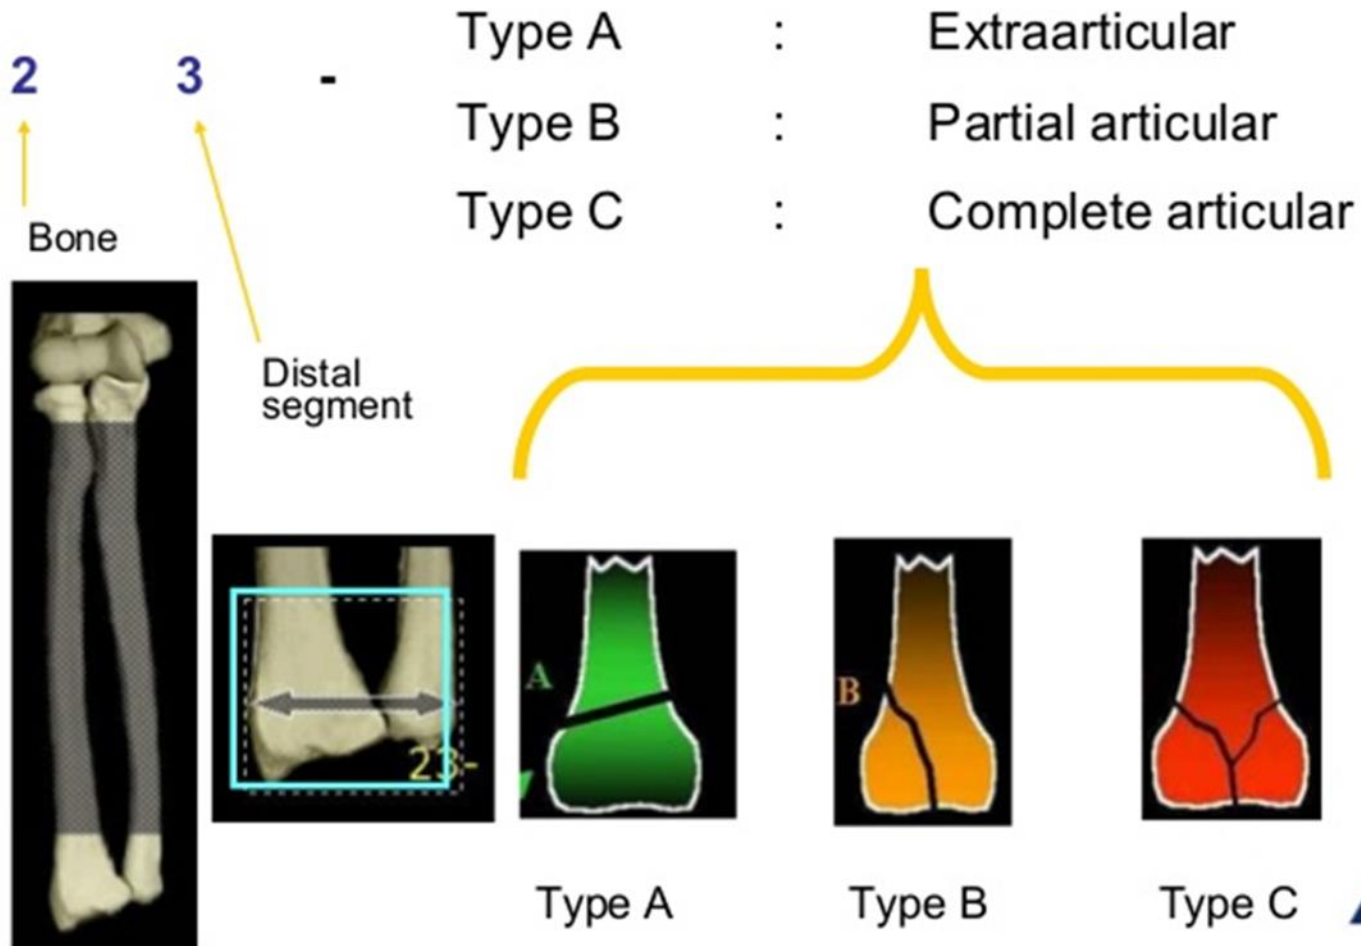 2 3 - Type A : Extraarticular
Type B : Partial articular
Type C : Complete articular
Bone
Distal
segment
23-
A
B
Type A
Type B
Type C